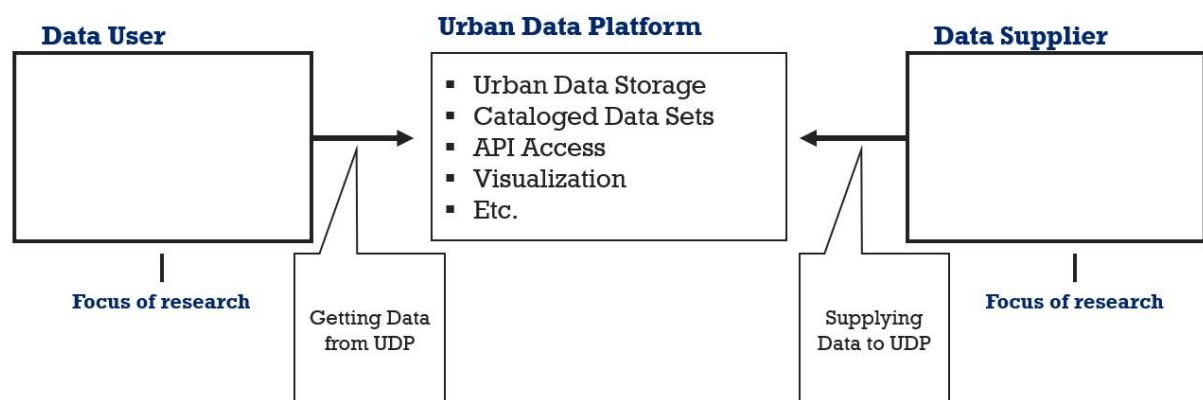 Data User
Urban Data Platform
Data Supplier
▪ Urban Data Storage
▪ Cataloged Data Sets
▪ API Access
▪ Visualization
▪ Etc.
Focus of research
Getting Data
from UDP
Supplying
Data to UDP
Focus of research